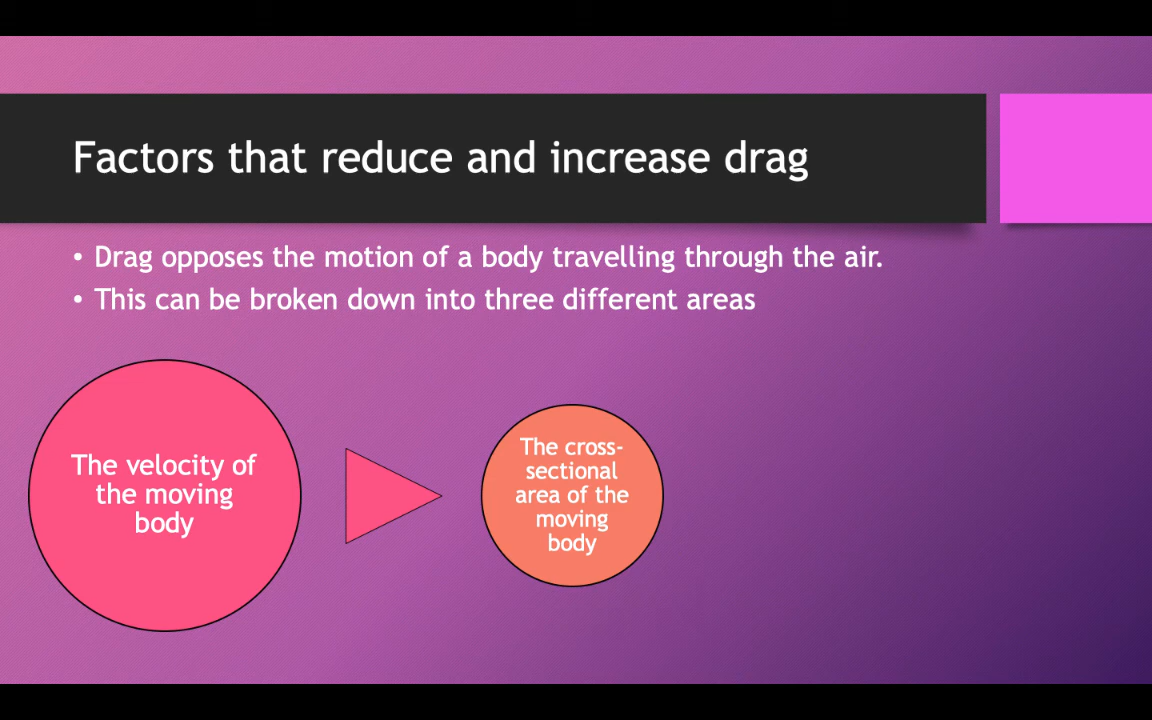 Factors that reduce and increase drag
• Drag opposes the motion of a body travelling through the air.
• This can be broken down into three different areas
The velocity of
the moving
body
The cross-
sectional
area of the
moving
body